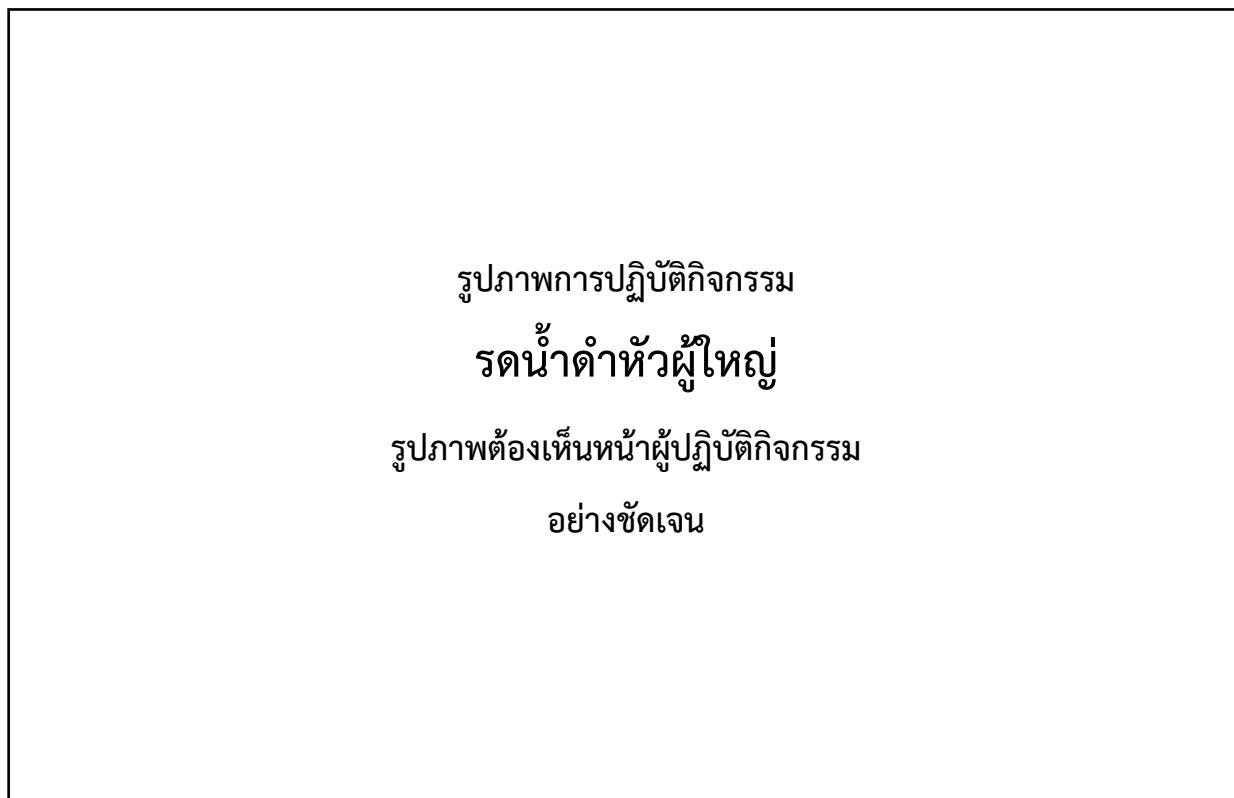 รูปภาพการปฏิบัติกิจกรรม
รดน้ำดำหัวผู้ใหญ่
รูปภาพต้องเห็นหน้าผู้ปฏิบัติกิจกรรม
อย่างชัดเจน